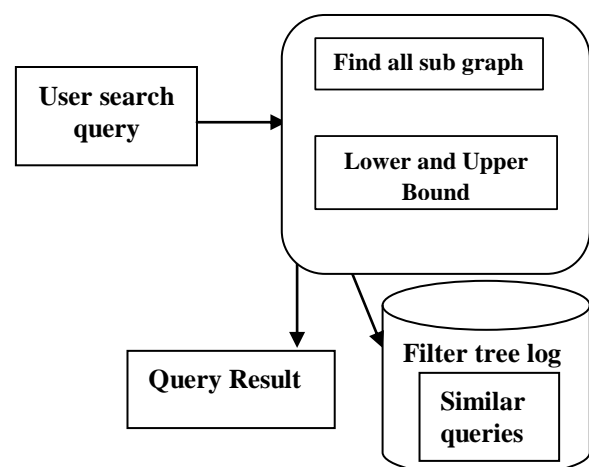 Find all sub graph
User search
query
Lower and Upper
Bound
Query Result
Filter tree log
Similar
queries